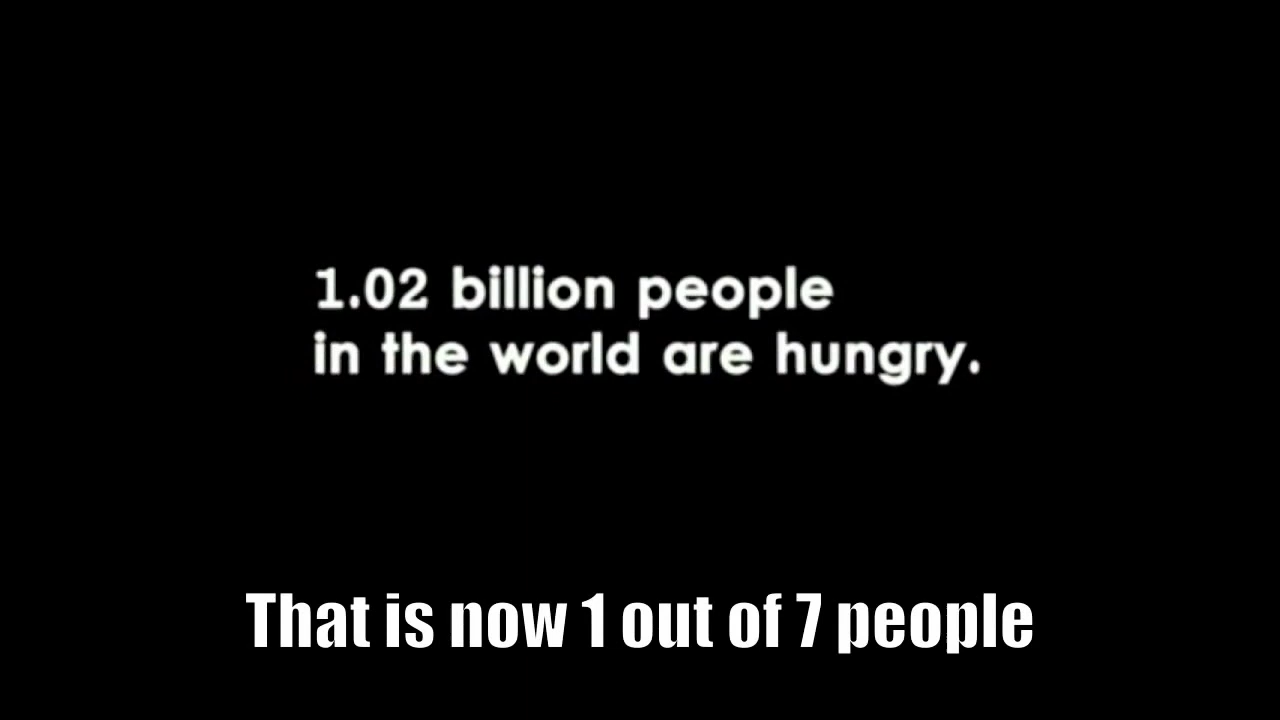 1.02 billion people
in the world are hungry.
That is now 1 out of 7 people